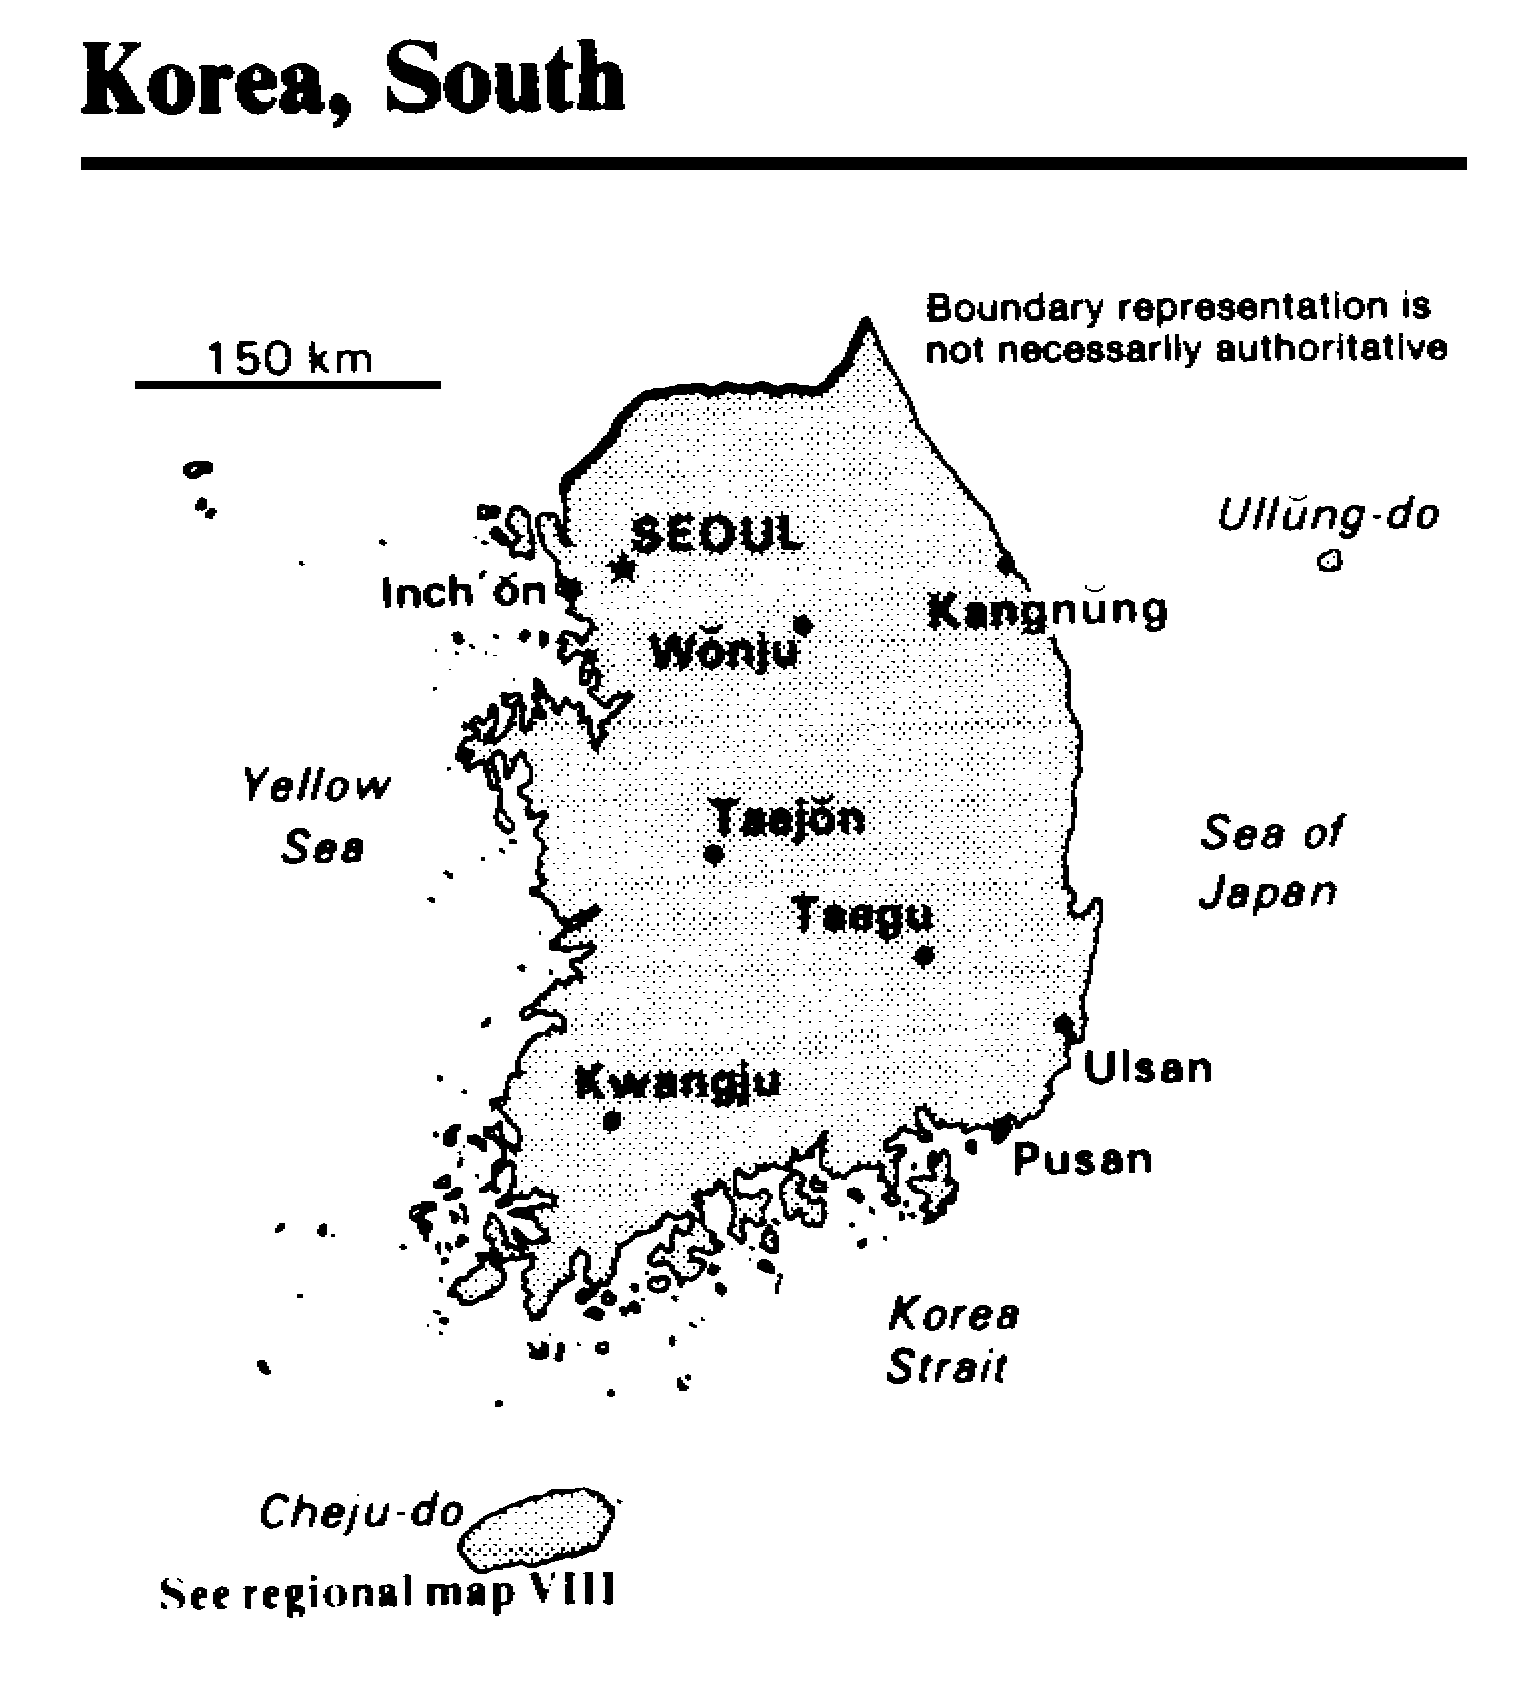 Korea, South
Boundary representation is
not necessarily authoritative
150 km
Ullŭng-do
SEOUL
Inch'ŏn
Kangnŭng
Wŏnju
Yellow
Sea
Taejŏn
Sea of
Japan
Taegu
Ulsan
Kwangju
Pusan
Korea
Strait
Cheju-do
See regional map VIII